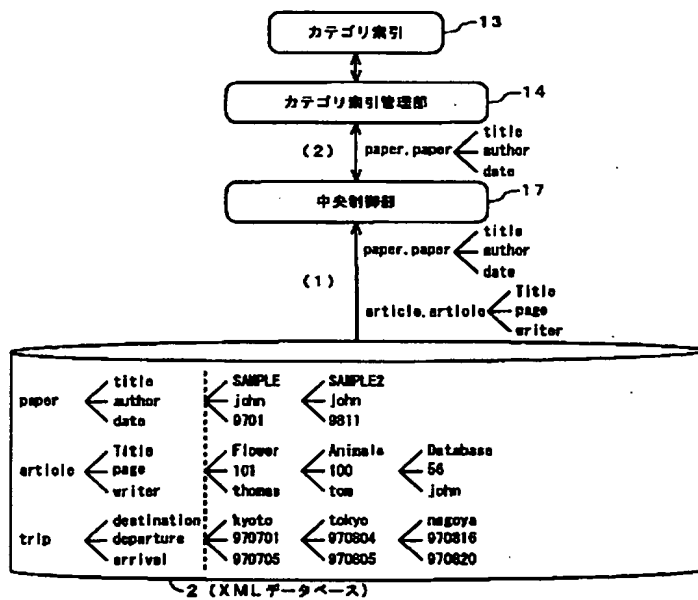 カテゴリ索引
13
カテゴリ索引管理部
14
(2)
paper, paper
title
author
date
中央制御部
17
paper, paper
title
author
date
(1)
article, article
Title
page
writer
paper
title
author
date
SAMPLE
john
9701
SAMPLE2
john
9811
article
Title
page
writer
Flower
101
thomas
Animals
100
tom
Database
56
john
trip
destination
departure
arrival
kyoto
970701
970705
tokyo
970804
970805
nagoya
970816
970820
2 (XMLデータベース)